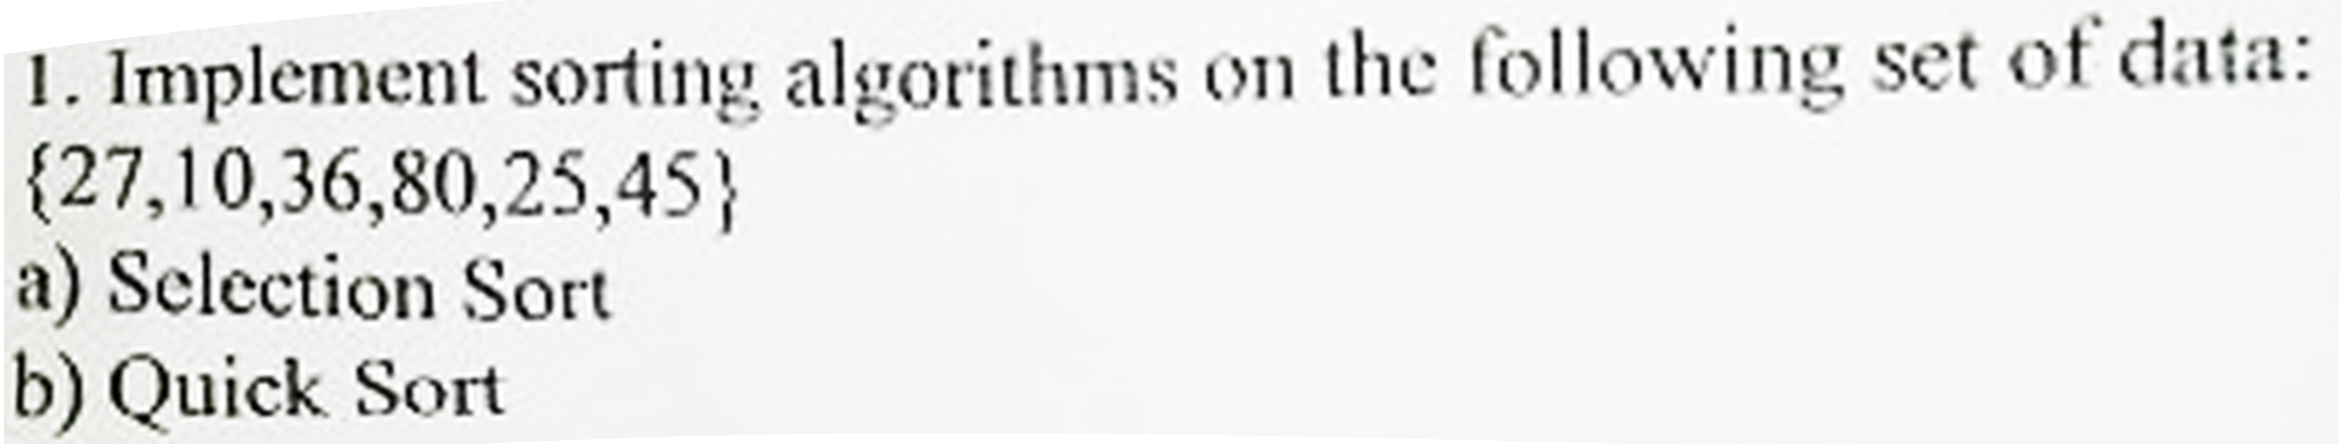 1. Implement sorting algorithms on the following set of data:
{27,10,36,80,25,45}
a) Selection Sort
b) Quick Sort